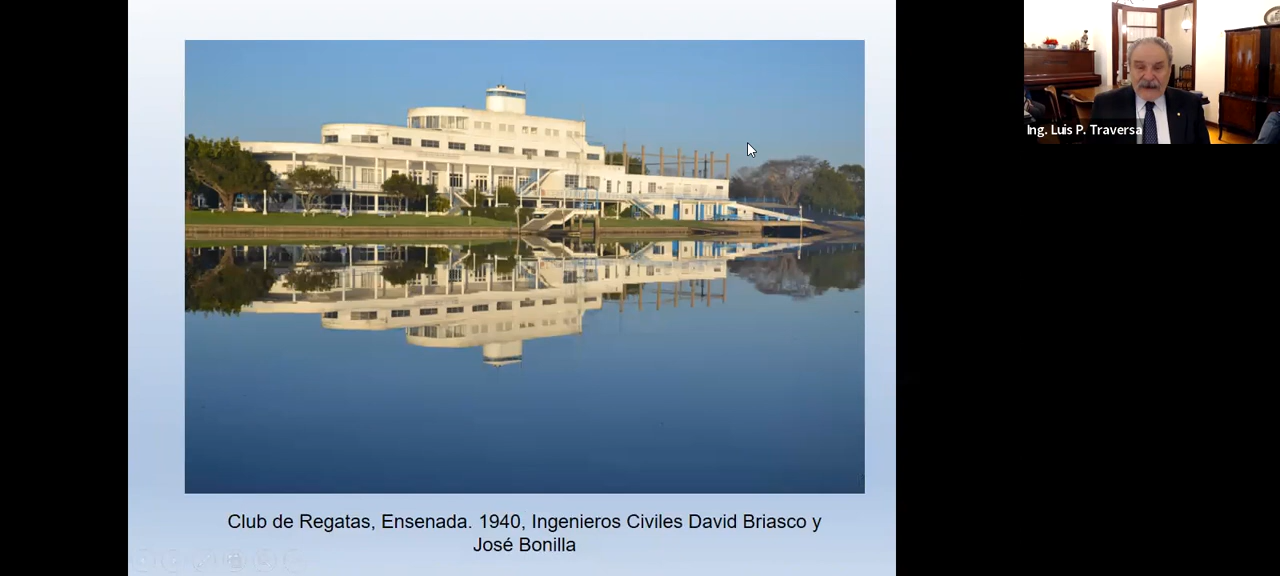 Ing. Luis P. Traversa
Club de Regatas, Ensenada. 1940, Ingenieros Civiles David Briasco y
José Bonilla